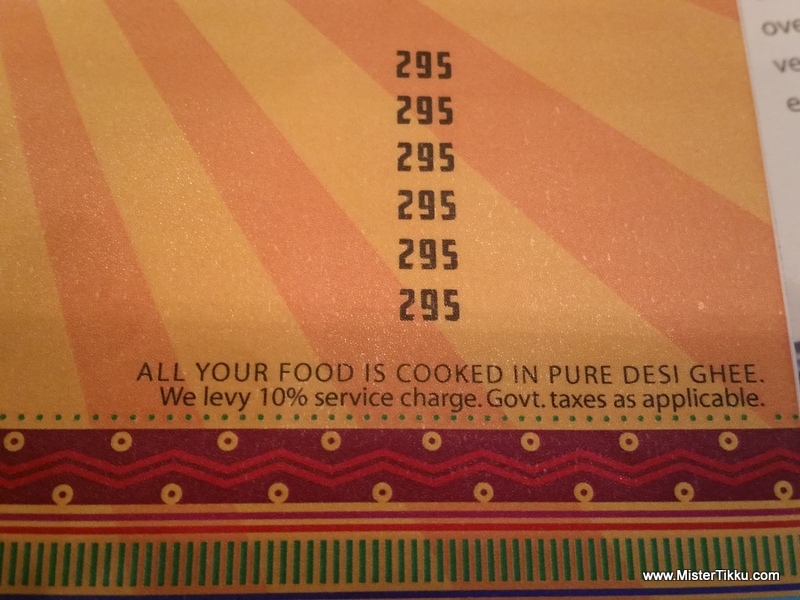 295
295
295
295
295
295
ALL YOUR FOOD IS COOKED IN PURE DESI GHEE.
We levy 10% service charge. Govt. taxes as applicable.
www.MisterTikku.com